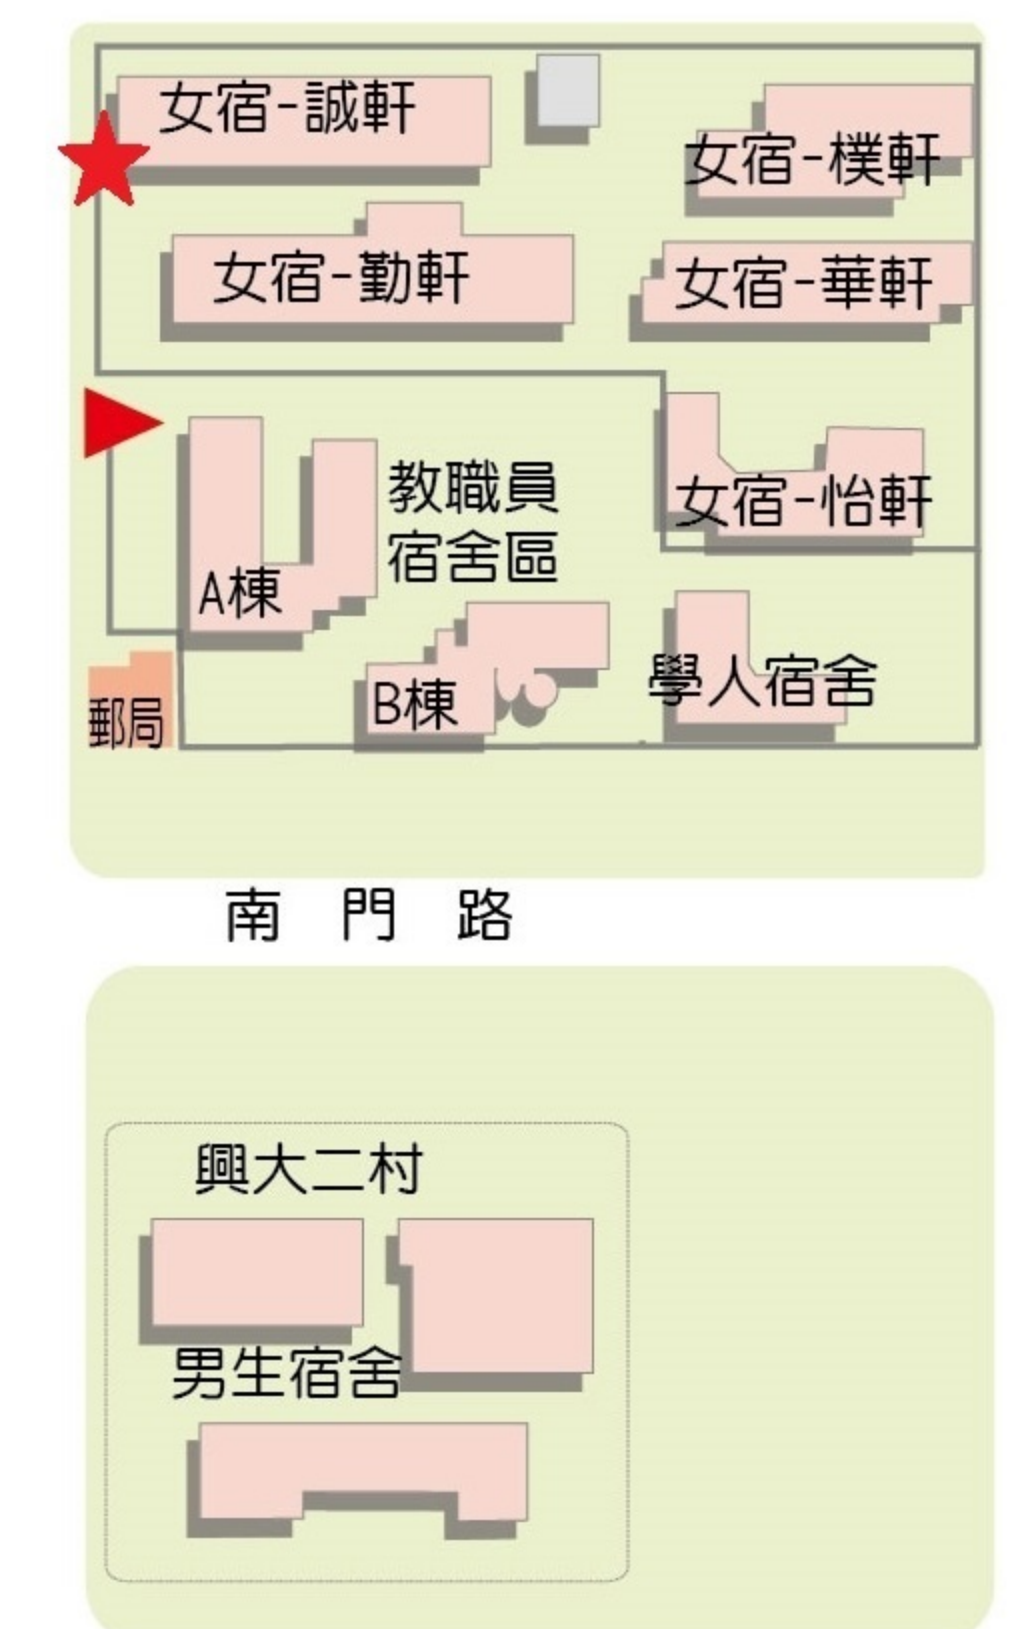 女宿-誠軒
女宿-樸軒
女宿-勤軒
女宿-華軒
教職員
宿舍區
女宿-怡軒
A棟
B棟
學人宿舍
郵局
南門路
興大二村
男生宿舍